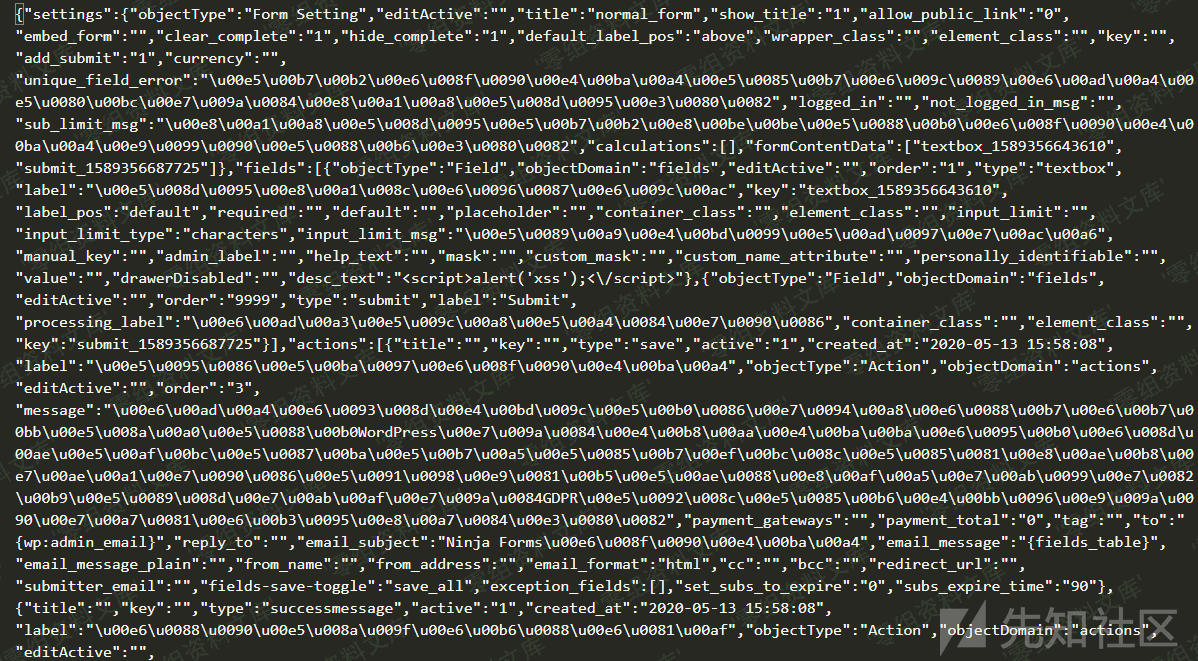 {"settings":{"objectType":"Form Setting","editActive":"","title":"normal_form","show_title":"1","allow_public_link":"0",
"embed_form":"","clear_complete":"1","hide_complete":"1","default_label_pos":"above","wrapper_class":"","element_class":"","key":"",
"add_submit":"1","currency":"",
"unique_field_error":"\u00e5\u00b7\u00b2\u00e6\u008f\u0090\u00e4\u00ba\u00a4\u00e5\u0085\u00b7\u00e6\u009c\u0089\u00e6\u00ad\u00a4\u00
e5\u0080\u00bc\u00e7\u009a\u0084\u00e8\u00a1\u00a8\u00e5\u008d\u0095\u00e3\u0080\u0082","logged_in":"","not_logged_in_msg":"",
"sub_limit_msg":"\u00e8\u00a1\u00a8\u00e5\u008d\u0095\u00e5\u00b7\u00b2\u00e8\u00be\u00be\u00e5\u0088\u00b0\u00e6\u008f\u0090\u00e4\u0
0ba\u00a4\u00e9\u0099\u0090\u00e5\u0088\u00b6\u00e3\u0080\u0082","calculations":[],"formContentData":["textbox_1589356643610",
"submit_1589356687725"]},"fields":[{"objectType":"Field","objectDomain":"fields","editActive":"","order":"1","type":"textbox",
"label":"\u00e5\u008d\u0095\u00e8\u00a1\u008c\u00e6\u0096\u0087\u00e6\u009c\u00ac","key":"textbox_1589356643610",
"label_pos":"default","required":"","default":"","placeholder":"","container_class":"","element_class":"","input_limit":"",
"input_limit_type":"characters","input_limit_msg":"\u00e5\u0089\u00a9\u00e4\u00bd\u0099\u00e5\u00ad\u0097\u00e7\u00ac\u00a6",
"manual_key":"","admin_label":"","help_text":"","mask":"","custom_mask":"","custom_name_attribute":"","personally_identifiable":"",
"value":"","drawerDisabled":"","desc_text":"<script>alert('xss');<\/script>"},{"objectType":"Field","objectDomain":"fields",
"editActive":"","order":"9999","type":"submit","label":"Submit",
"processing_label":"\u00e6\u00ad\u00a3\u00e5\u009c\u00a8\u00e5\u00a4\u0084\u00e7\u0090\u0086","container_class":"","element_class":"",
"key":"submit_1589356687725"}],"actions":[{"title":"","key":"","type":"save","active":"1","created_at":"2020-05-13 15:58:08",
"label":"\u00e5\u0095\u0086\u00e5\u00ba\u0097\u00e6\u008f\u0090\u00e4\u00ba\u00a4","objectType":"Action","objectDomain":"actions",
"editActive":"","order":"3",
"message":"\u00e6\u00ad\u00a4\u00e6\u0093\u008d\u00e4\u00bd\u009c\u00e5\u00b0\u0086\u00e7\u0094\u00a8\u00e6\u0088\u00b7\u00e6\u00b7\u0
0bb\u00e5\u008a\u00a0\u00e5\u0088\u00b0WordPress\u00e7\u009a\u0084\u00e4\u00b8\u00aa\u00e4\u00ba\u00ba\u00e6\u0095\u00b0\u00e6\u008d\u
00ae\u00e5\u00af\u00bc\u00e5\u0087\u00ba\u00e5\u00b7\u00a5\u00e5\u0085\u00b7\u00ef\u00bc\u008c\u00e5\u0085\u0081\u00e8\u00ae\u00b8\u00
e7\u00ae\u00a1\u00e7\u0090\u0086\u00e5\u0091\u0098\u00e9\u0081\u00b5\u00e5\u00ae\u0088\u00e8\u00af\u00a5\u00e7\u00ab\u0099\u00e7\u0082
\u00b9\u00e5\u0089\u008d\u00e7\u00ab\u00af\u00e7\u009a\u0084GDPR\u00e5\u0092\u008c\u00e5\u0085\u00b6\u00e4\u00bb\u0096\u00e9\u009a\u00
90\u00e7\u00a7\u0081\u00e6\u00b3\u0095\u00e8\u00a7\u0084\u00e3\u0080\u0082","payment_gateways":"","payment_total":"0","tag":"","to":"
{wp:admin_email}","reply_to":"","email_subject":"Ninja Forms\u00e6\u008f\u0090\u00e4\u00ba\u00a4","email_message":"{fields_table}",
"email_message_plain":"","from_name":"","from_address":"","email_format":"html","cc":"","bcc":"","redirect_url":"",
"submitter_email":"","fields-save-toggle":"save_all","exception_fields":[],"set_subs_to_expire":"0","subs_expire_time":"90"},
{"title":"","key":"","type":"successmessage","active":"1","created_at":"2020-05-13 15:58:08",
"label":"\u00e6\u0088\u0090\u00e5\u008a\u009f\u00e6\u00b6\u0088\u00e6\u0081\u00af","objectType":"Action","objectDomain":"actions",
"editActive":"",
先知社区
'零组资料文库'